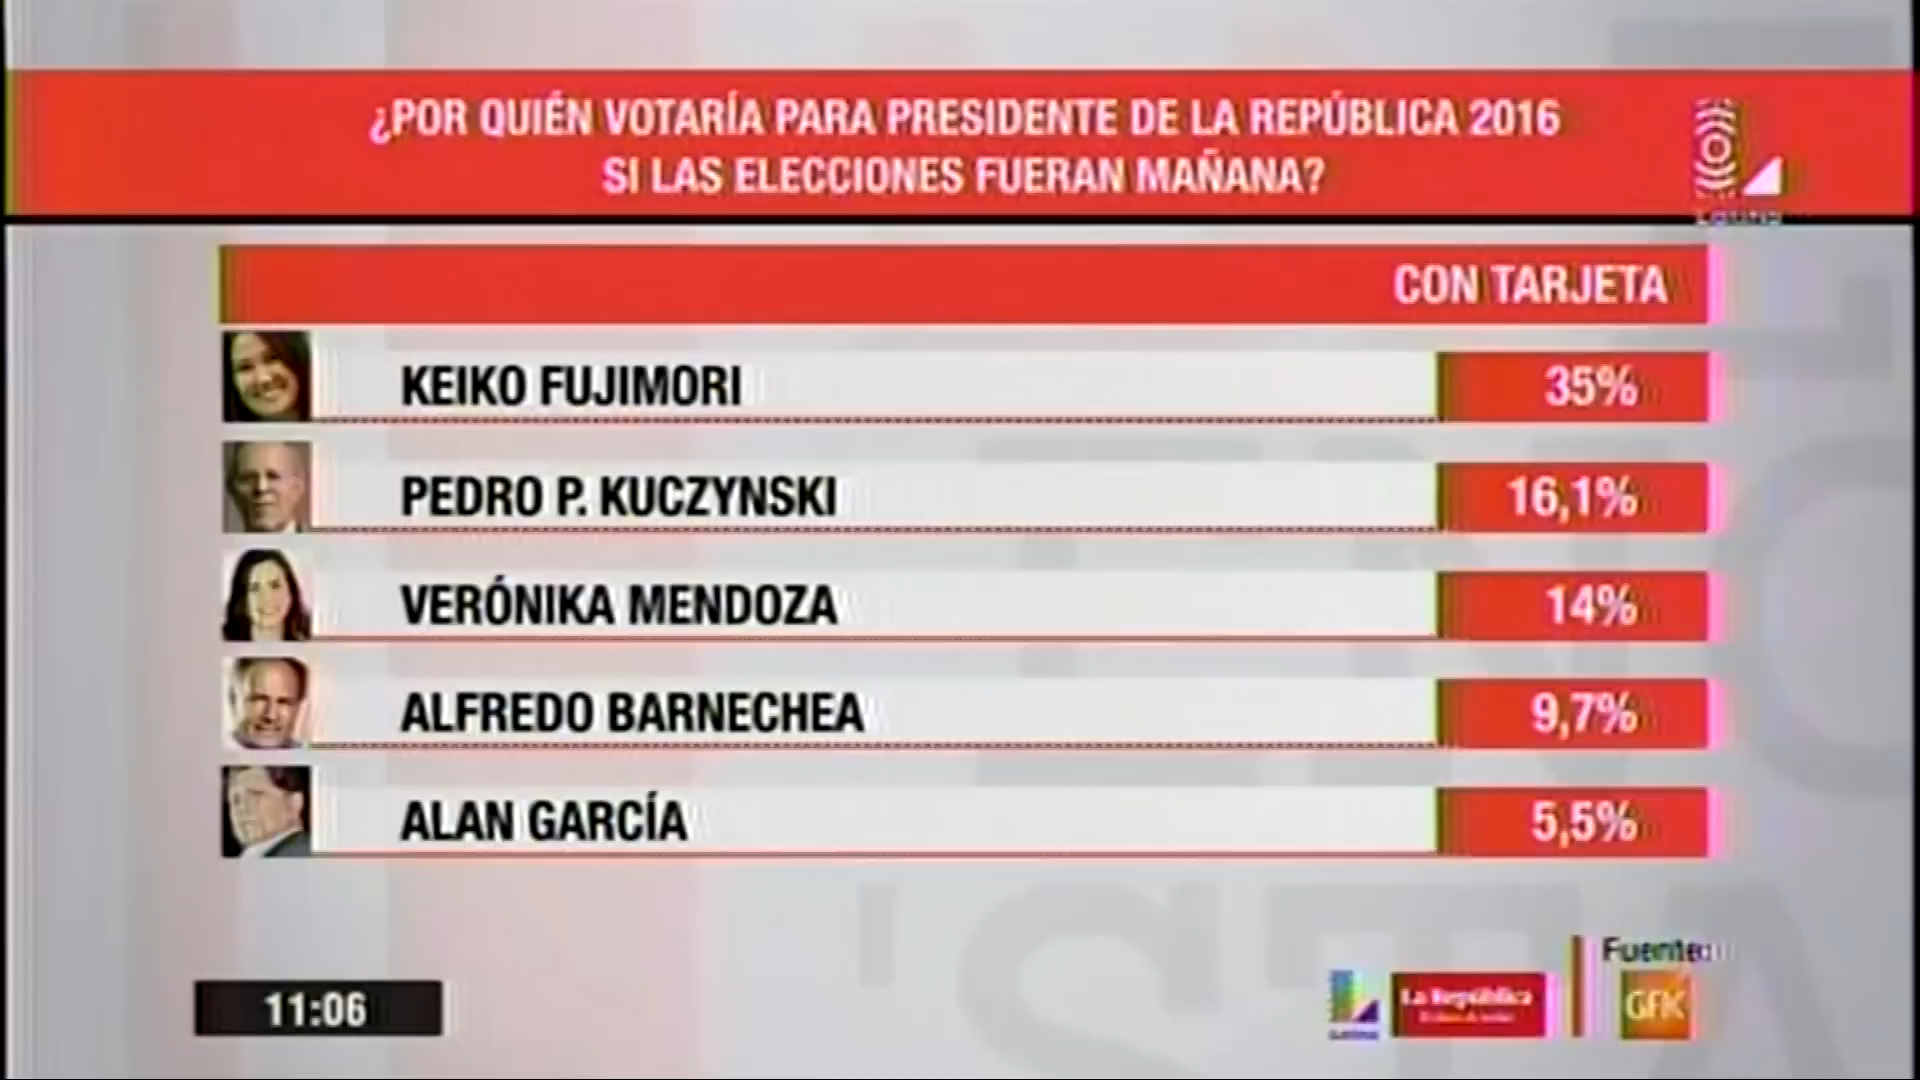 ¿POR QUIÉN VOTARÍA PARA PRESIDENTE DE LA REPÚBLICA 2016
SI LAS ELECCIONES FUERAN MAÑANA?
Latina
CON TARJETA
KEIKO FUJIMORI 35%
PEDRO P. KUCZYNSKI 16,1%
VERÓNIKA MENDOZA 14%
ALFREDO BARNECHEA 9,7%
ALAN GARCÍA 5,5%
11:06
Latina
La República
Fuente:
GFK